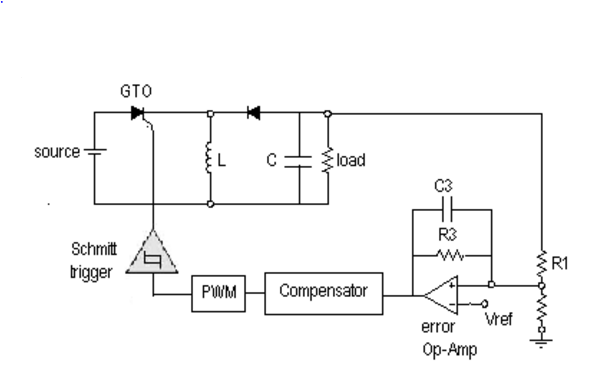 GTO
source
L
C
load
C3
R3
Schmitt
trigger
PWM
Compensator
R1
+
-
Vref
error
Op-Amp